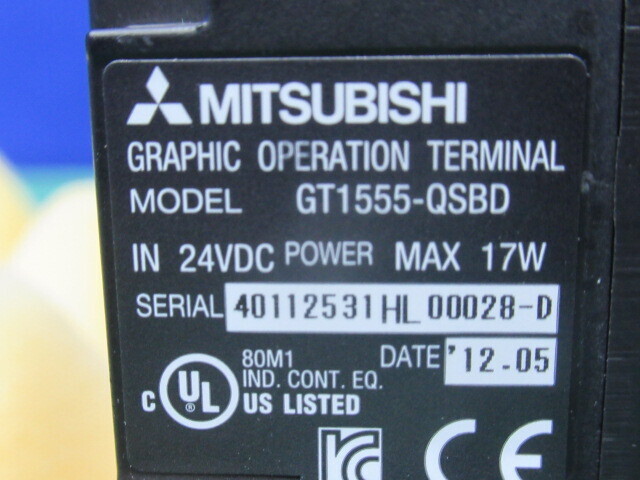 MITSUBISHI
GRAPHIC OPERATION TERMINAL
MODEL GT1555-QSBD
IN 24VDC POWER MAX 17W
SERIAL 40112531HL00028-D
80M1 DATE '12-05
IND. CONT. EQ.
C UL US LISTED
CE